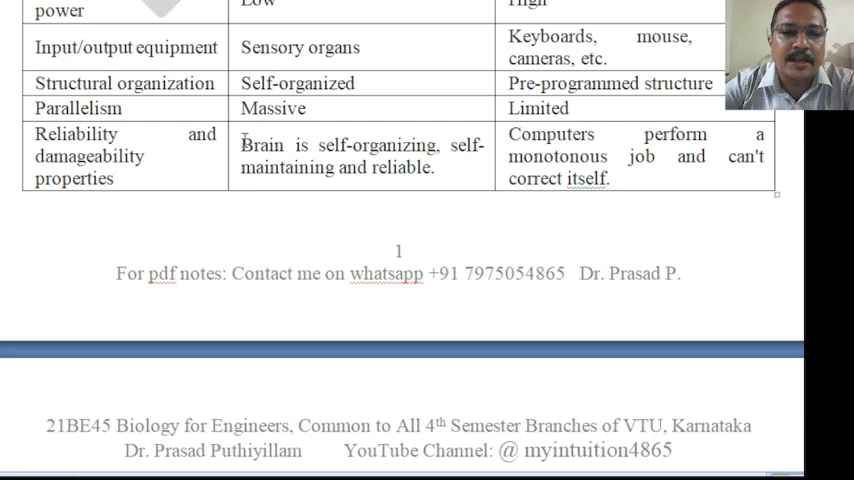 power Low High
Input/output equipment Sensory organs Keyboards, mouse,
cameras, etc.
Structural organization Self-organized Pre-programmed structure
Parallelism Massive Limited
Reliability and
damageability
properties
Brain is self-organizing, self-
maintaining and reliable.
Computers perform a
monotonous job and can't
correct itself.
1
For pdf notes: Contact me on whatsapp +91 7975054865 Dr. Prasad P.
21BE45 Biology for Engineers, Common to All 4th Semester Branches of VTU, Karnataka
Dr. Prasad Puthiyillam YouTube Channel: @ myintuition4865